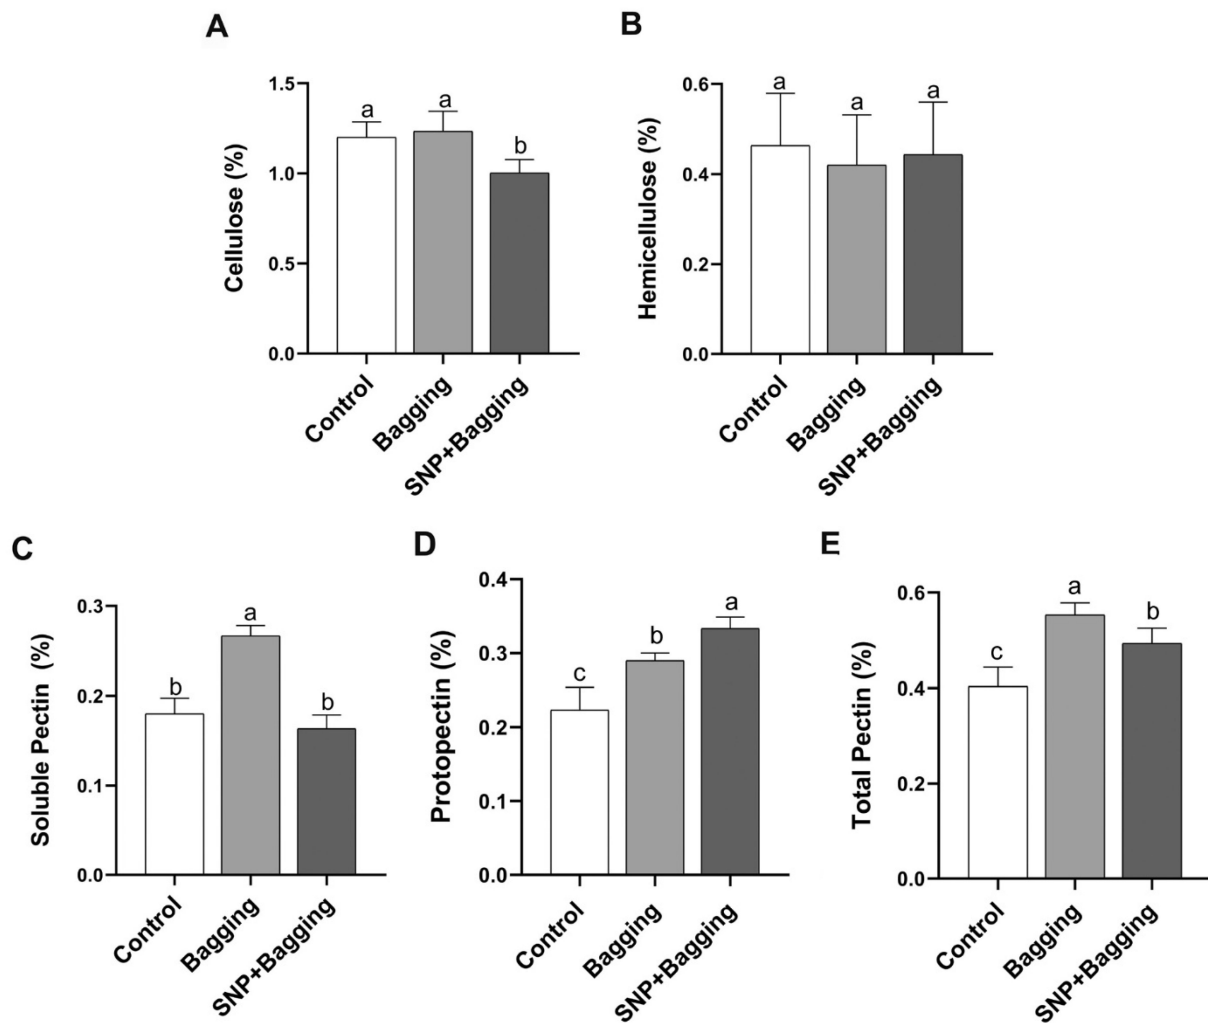 A
Cellulose (%)
1.5
1.0
0.5
0.0
a
a
b
Control
Bagging
SNP+Bagging
B
Hemicellulose (%)
0.6
0.4
0.2
0.0
a
a
a
Control
Bagging
SNP+Bagging
C
Soluble Pectin (%)
0.3
0.2
0.1
0.0
b
a
b
Control
Bagging
SNP+Bagging
D
Protopectin (%)
0.4
0.3
0.2
0.1
0.0
c
b
a
Control
Bagging
SNP+Bagging
E
Total Pectin (%)
0.6
0.4
0.2
0.0
c
a
b
Control
Bagging
SNP+Bagging